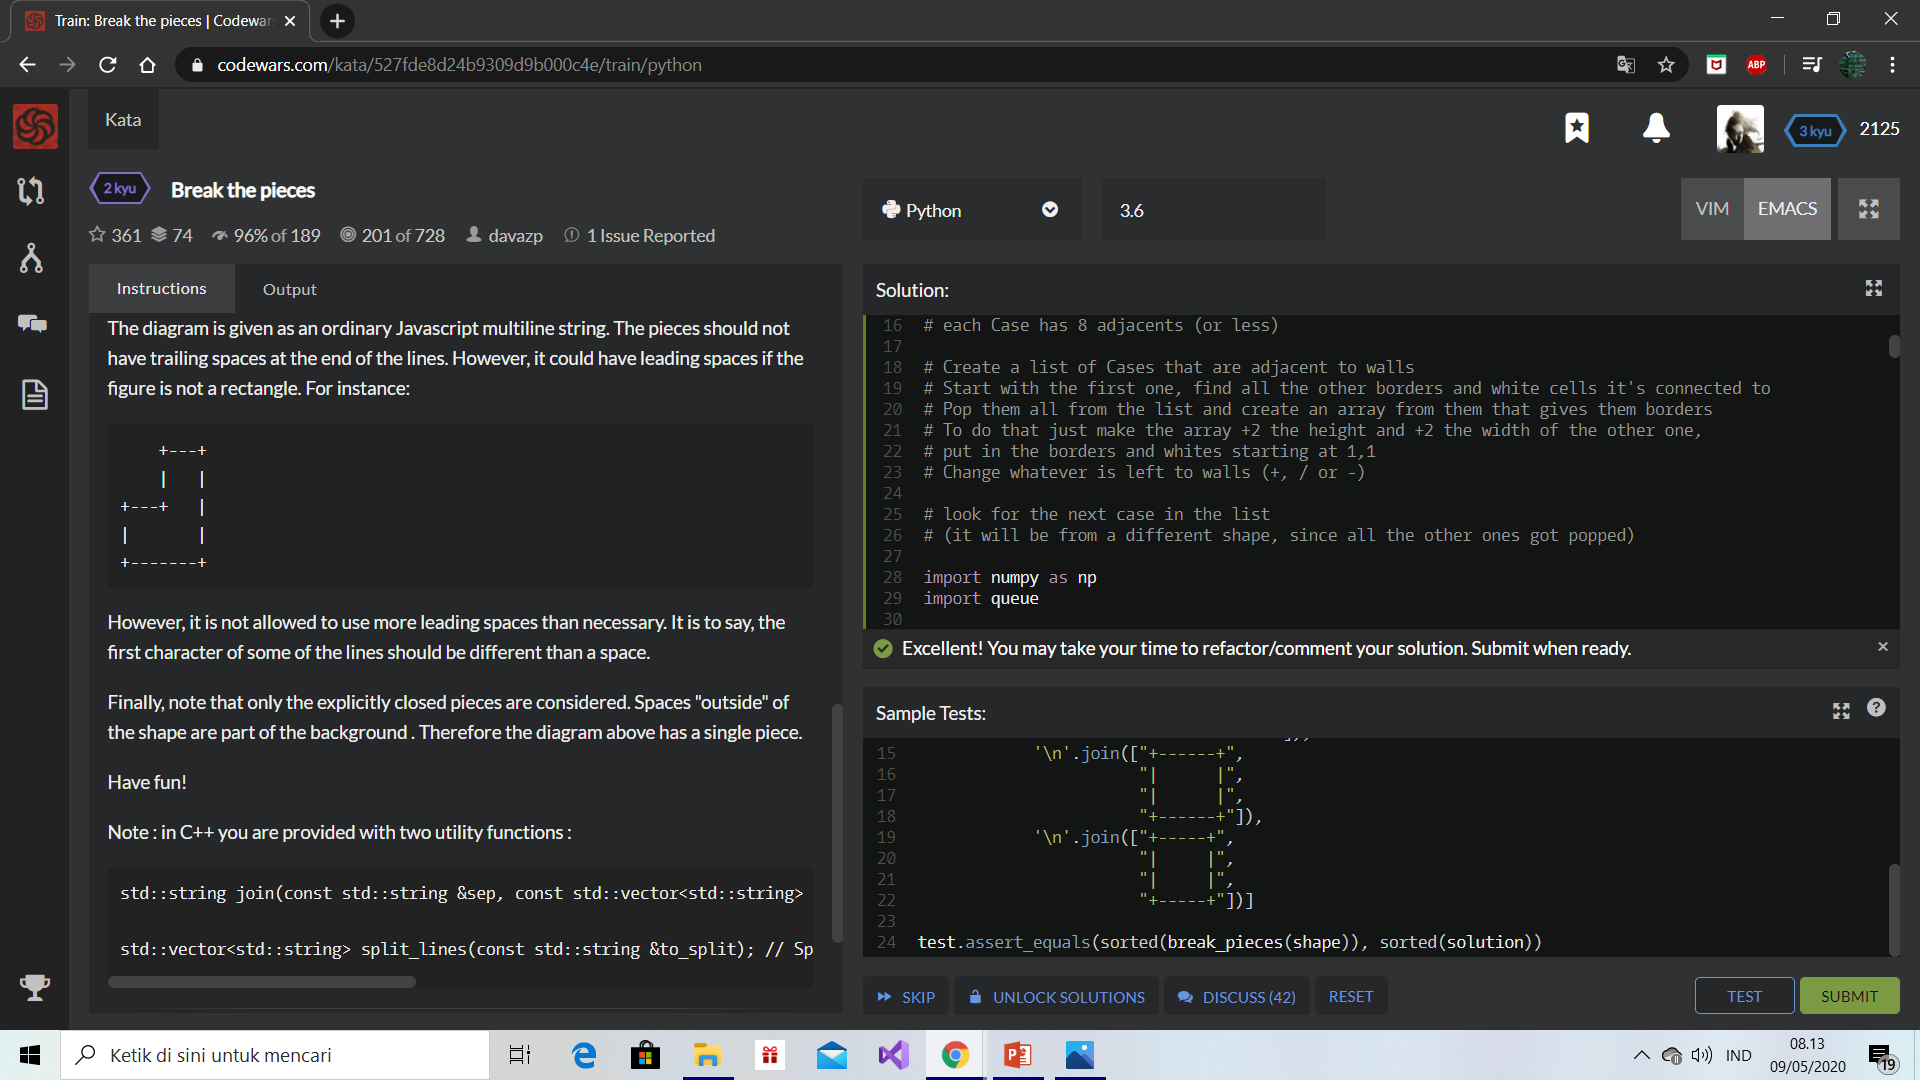 Train: Break the pieces | Codewar
codewars.com/kata/527fde8d24b9309d9b000c4e/train/python
ABP
Kata
3 kyu
2125
2 kyu
Break the pieces
361 74 96% of 189 201 of 728 davazp 1 Issue Reported
Python
3.6
VIM
EMACS
Instructions
Output
The diagram is given as an ordinary Javascript multiline string. The pieces should not
have trailing spaces at the end of the lines. However, it could have leading spaces if the
figure is not a rectangle. For instance:
    +---+
    |   |
+---+   |
|       |
+-------+
However, it is not allowed to use more leading spaces than necessary. It is to say, the
first character of some of the lines should be different than a space.
Finally, note that only the explicitly closed pieces are considered. Spaces "outside" of
the shape are part of the background . Therefore the diagram above has a single piece.
Have fun!
Note : in C++ you are provided with two utility functions :
std::string join(const std::string &sep, const std::vector<std::string>
std::vector<std::string> split_lines(const std::string &to_split); // Sp
Solution:
16 # each Case has 8 adjacents (or less)
17
18 # Create a list of Cases that are adjacent to walls
19 # Start with the first one, find all the other borders and white cells it's connected to
20 # Pop them all from the list and create an array from them that gives them borders
21 # To do that just make the array +2 the height and +2 the width of the other one,
22 # put in the borders and whites starting at 1,1
23 # Change whatever is left to walls (+, / or -)
24
25 # look for the next case in the list
26 # (it will be from a different shape, since all the other ones got popped)
27
28 import numpy as np
29 import queue
30
Excellent! You may take your time to refactor/comment your solution. Submit when ready.
Sample Tests:
15 '\n'.join(["+------+",
16 "|      |",
17 "|      |",
18 "+------+"]),
19 '\n'.join(["+-----+",
20 "|     |",
21 "|     |",
22 "+-----+"])]
23
24 test.assert_equals(sorted(break_pieces(shape)), sorted(solution))
SKIP
UNLOCK SOLUTIONS
DISCUSS (42)
RESET
TEST
SUBMIT
Ketik di sini untuk mencari
IND
08.13
09/05/2020
19